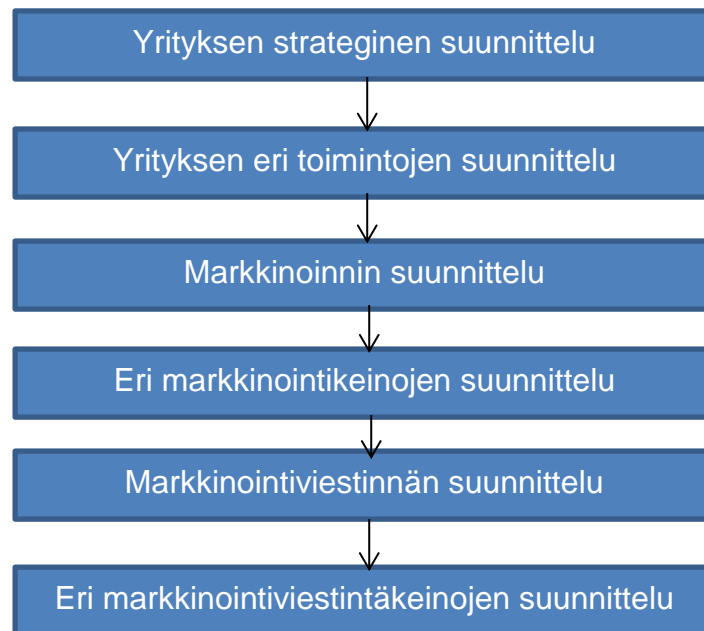 Yrityksen strateginen suunnittelu
Yrityksen eri toimintojen suunnittelu
Markkinoinnin suunnittelu
Eri markkinointikeinojen suunnittelu
Markkinointiviestinnän suunnittelu
Eri markkinointiviestintäkeinojen suunnittelu